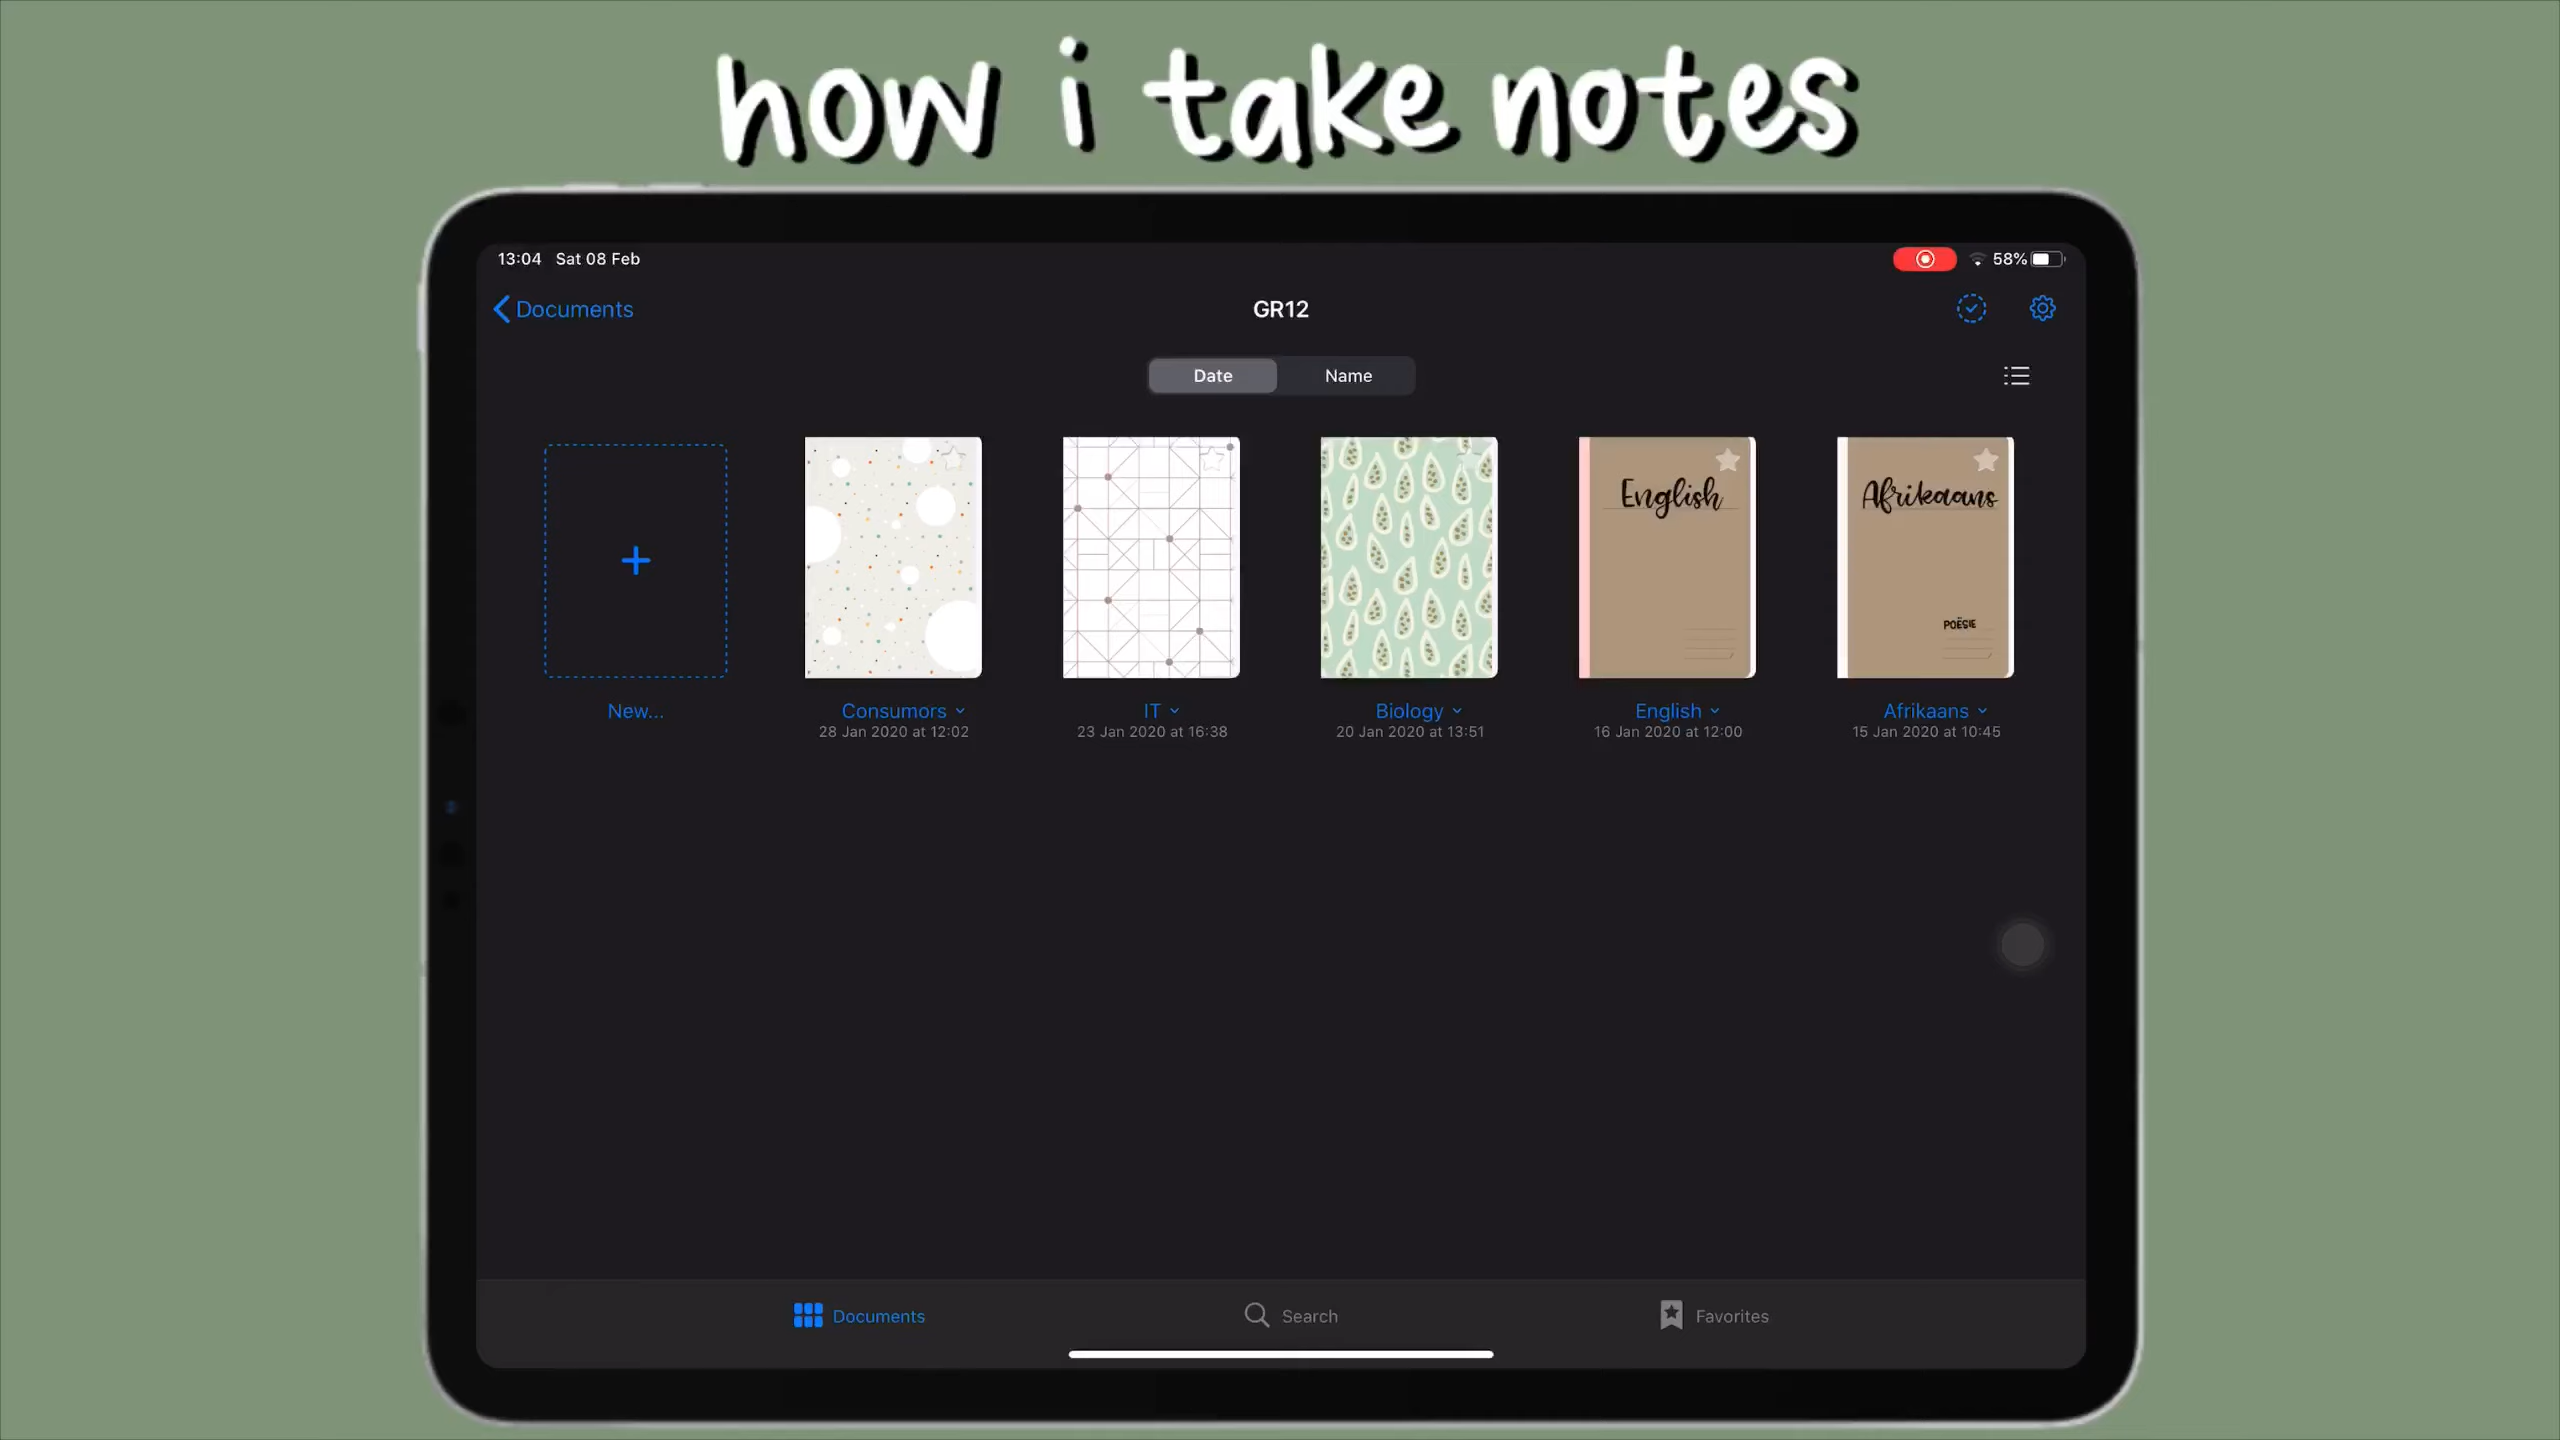 how i take notes
13:04 Sat 08 Feb
58%
Documents
GR12
Date Name
English
Afrikaans
POËSIE
New...
Consumors
28 Jan 2020 at 12:02
IT
23 Jan 2020 at 16:38
Biology
20 Jan 2020 at 13:51
English
16 Jan 2020 at 12:00
Afrikaans
15 Jan 2020 at 10:45
Documents
Search
Favorites